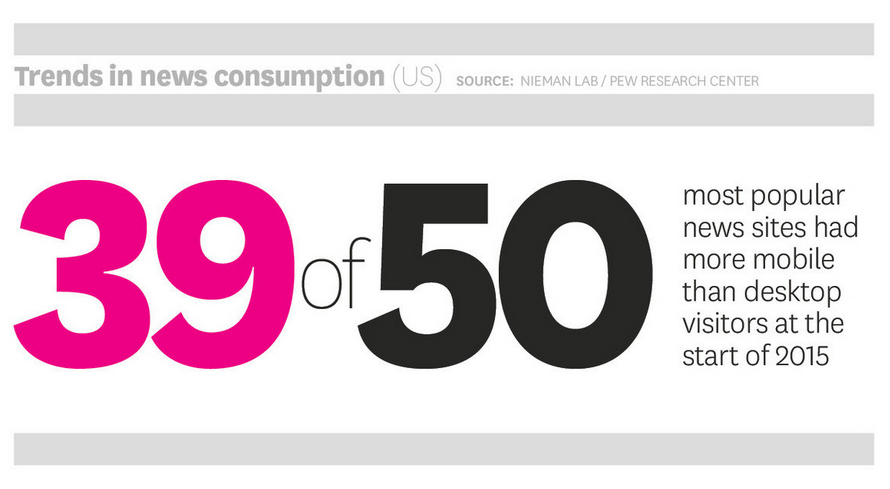 Trends in news consumption (US) SOURCE: NIEMAN LAB / PEW RESEARCH CENTER
39 of 50
most popular
news sites had
more mobile
than desktop
visitors at the
start of 2015